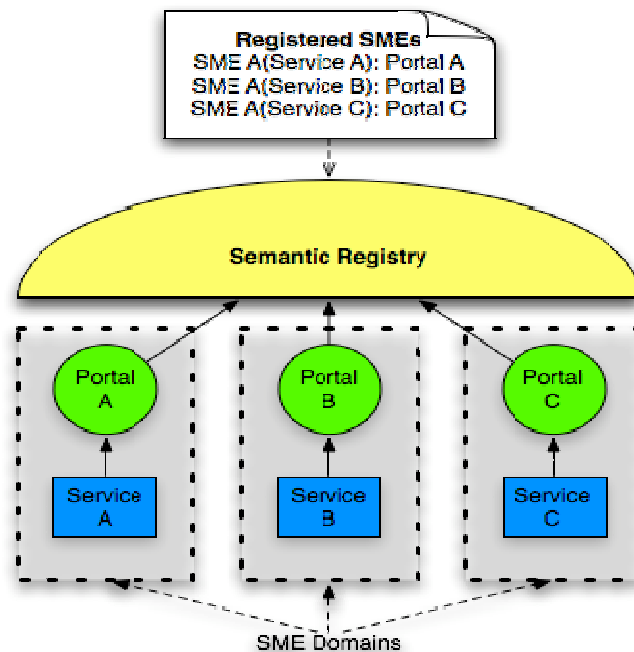 Registered SMEs
SME A(Service A): Portal A
SME A(Service B): Portal B
SME A(Service C): Portal C
Semantic Registry
Portal
A
Portal
B
Portal
C
Service
A
Service
B
Service
C
SME Domains